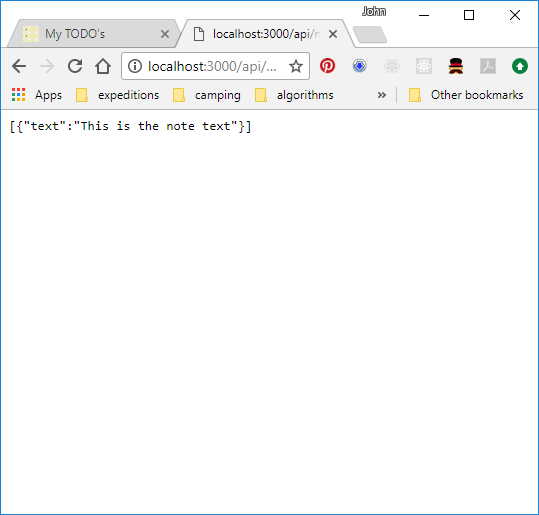 John
My TODO's
localhost:3000/api/n
localhost:3000/api/...
Apps expeditions camping algorithms » Other bookmarks
[{"text":"This is the note text"}]